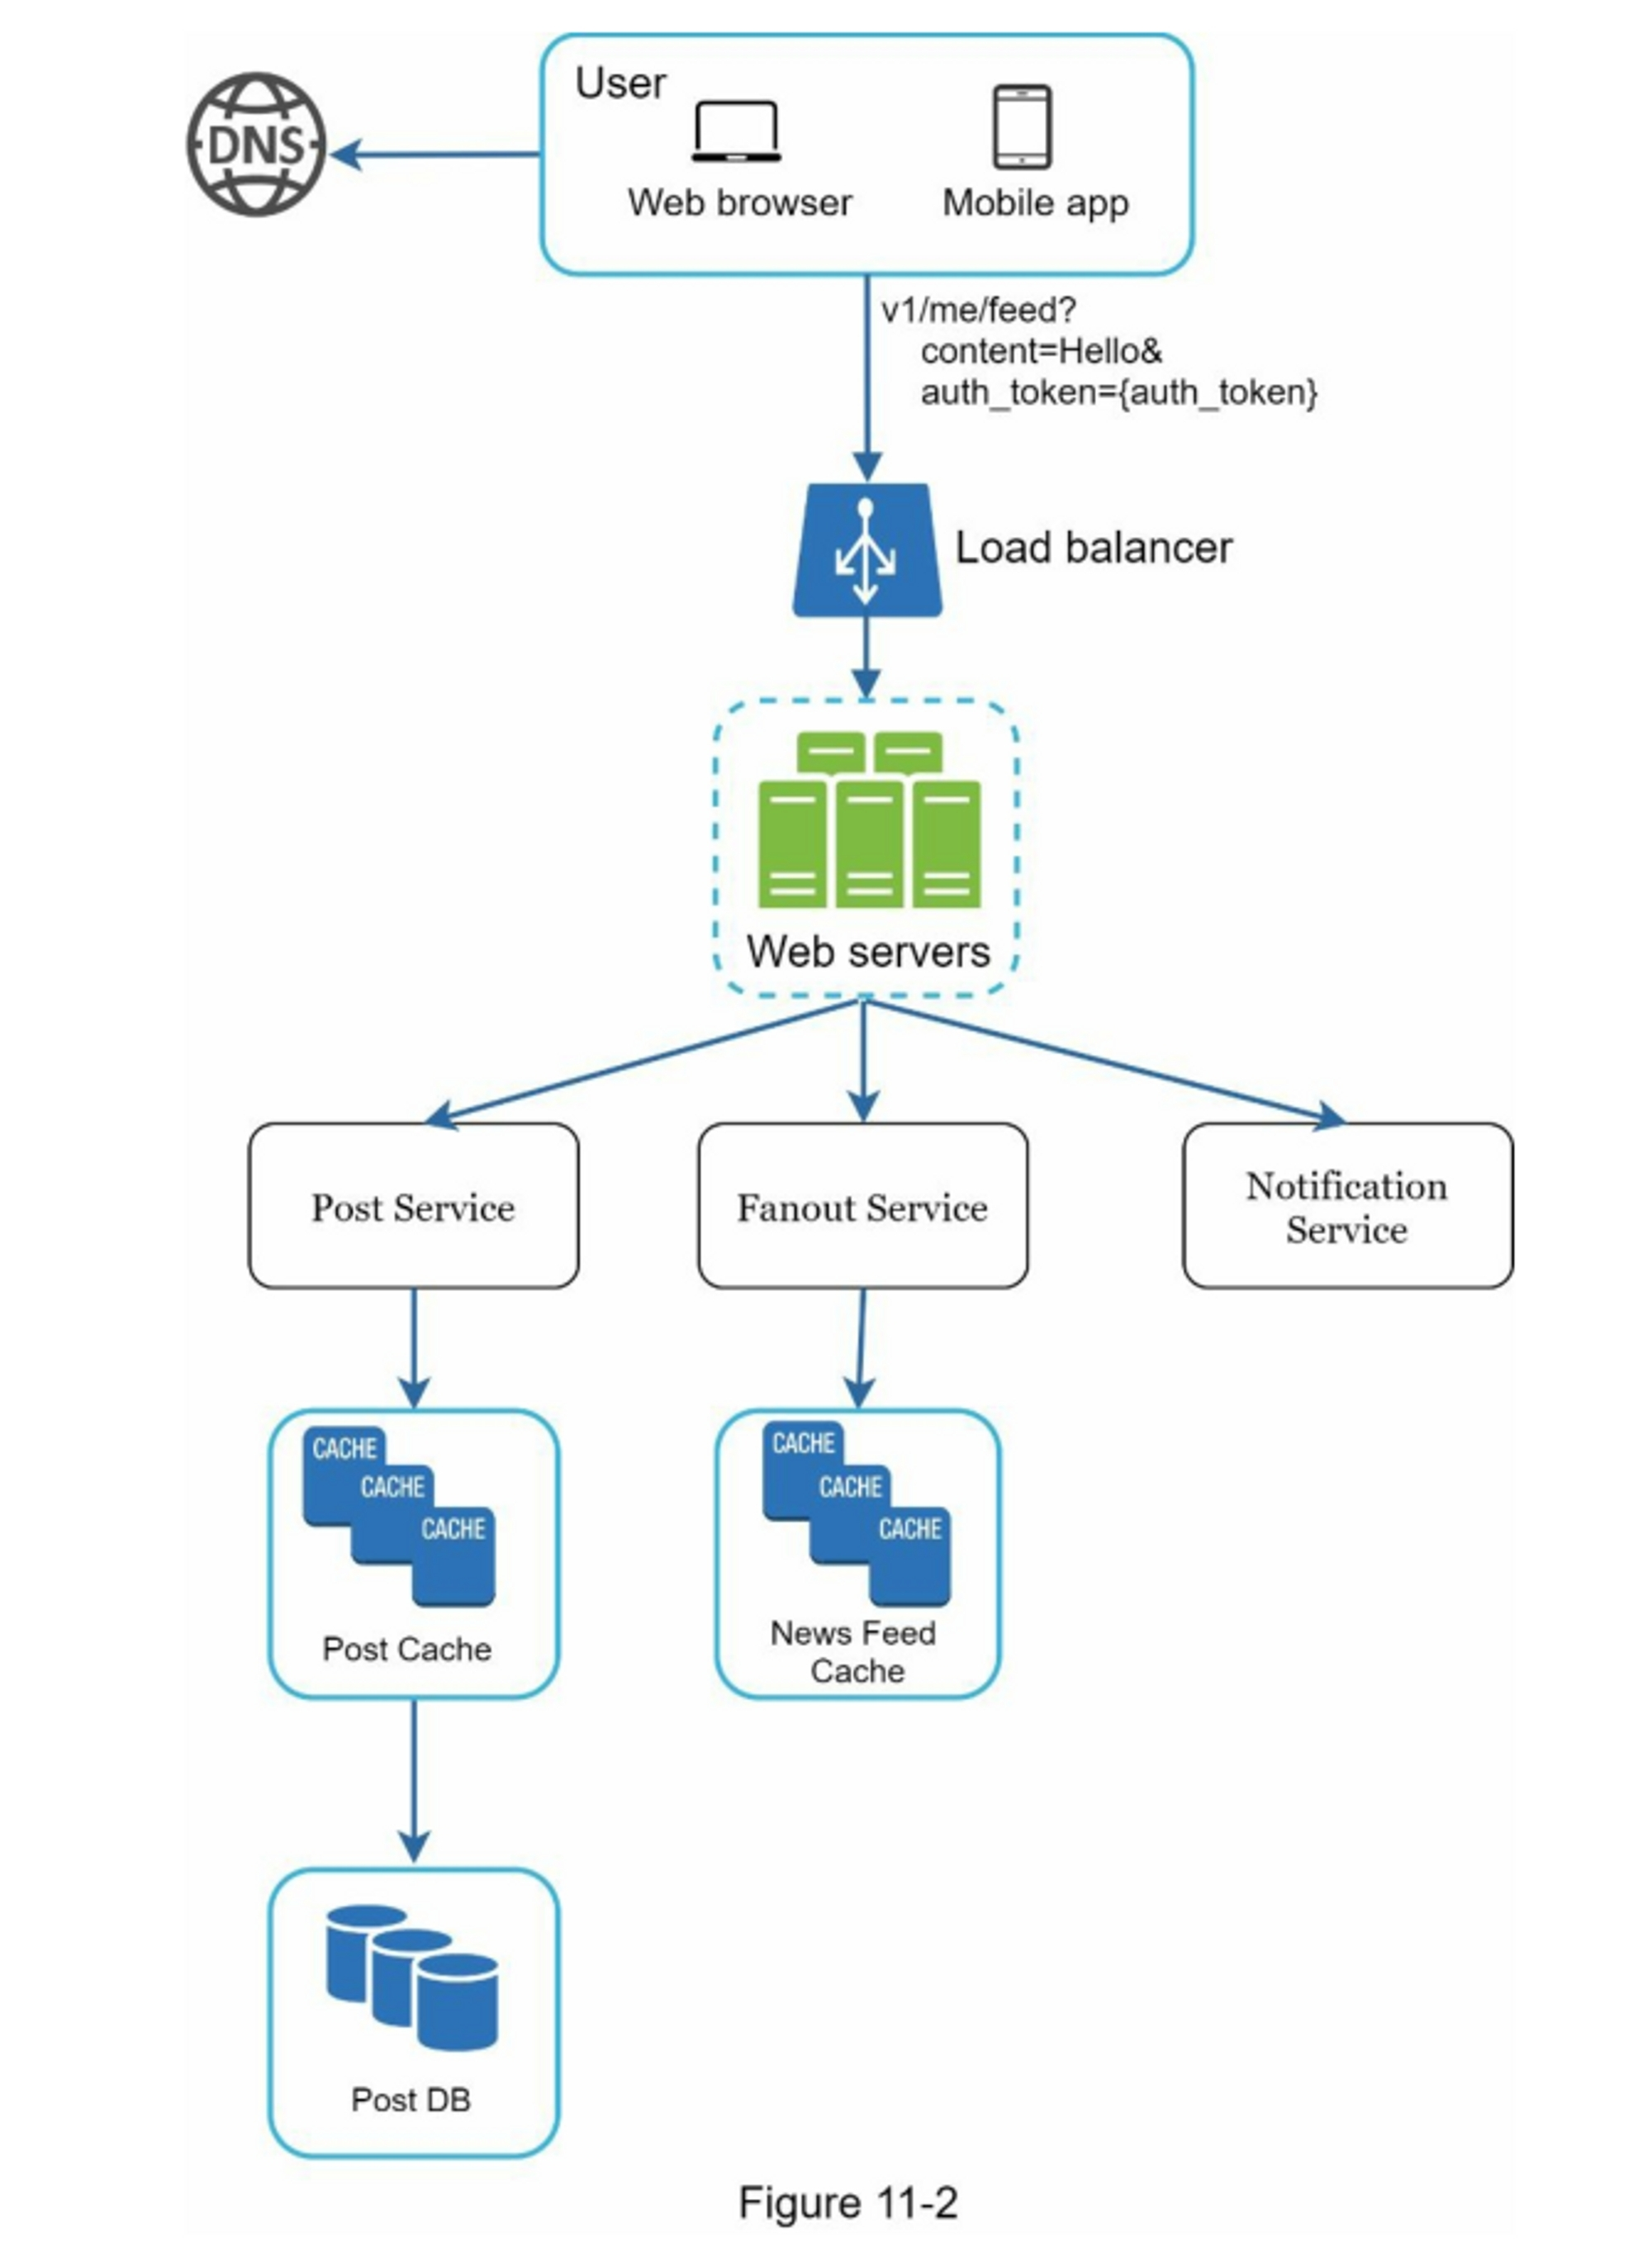 User
DNS
Web browser
Mobile app
v1/me/feed?
content=Hello&
auth_token={auth_token}
Load balancer
Web servers
Post Service
Fanout Service
Notification
Service
CACHE
CACHE
CACHE
Post Cache
CACHE
CACHE
CACHE
News Feed
Cache
Post DB
Figure 11-2